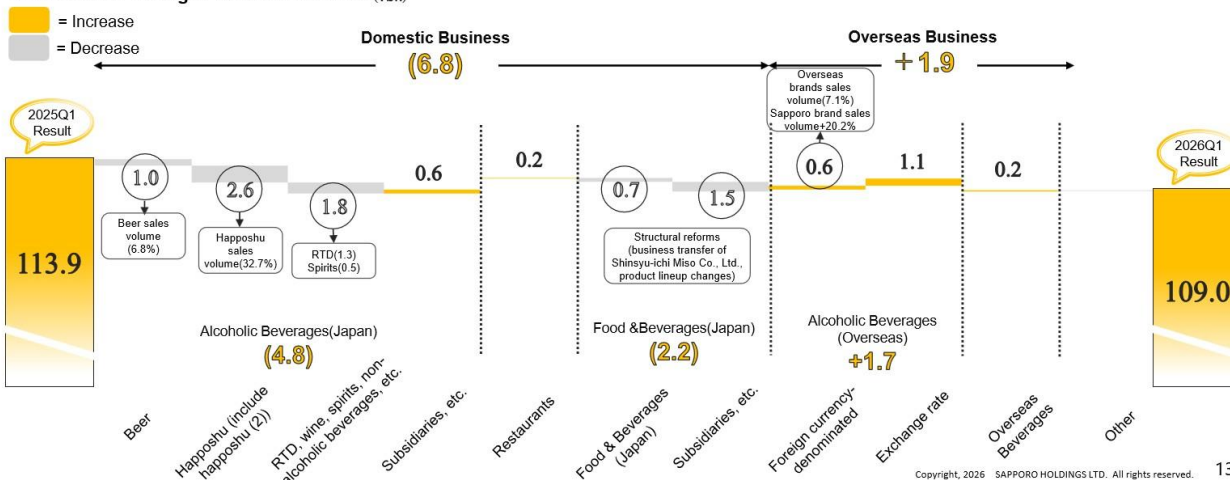 = Increase
= Decrease
Domestic Business
(6.8)
Overseas Business
+1.9
2025Q1
Result
113.9
1.0
Beer sales
volume
(6.8%)
2.6
Happoshu
sales
volume(32.7%)
1.8
RTD(1.3)
Spirits(0.5)
0.6
0.2
0.7
1.5
Structural reforms
(business transfer of
Shinsyu-ichi Miso Co., Ltd.,
product lineup changes)
Overseas
brands sales
volume(7.1%)
Sapporo brand sales
volume+20.2%
0.6
1.1
0.2
2026Q1
Result
109.0
Alcoholic Beverages(Japan)
(4.8)
Food &Beverages(Japan)
(2.2)
Alcoholic Beverages
(Overseas)
+1.7
Beer
Happoshu (include
happoshu (2))
RTD, wine, spirits, non-
alcoholic beverages, etc.
Subsidiaries, etc.
Restaurants
Food & Beverages
(Japan)
Subsidiaries, etc.
Foreign currency-
denominated
Exchange rate
Overseas
Beverages
Other
Copyright, 2026 SAPPORO HOLDINGS LTD. All rights reserved.
13